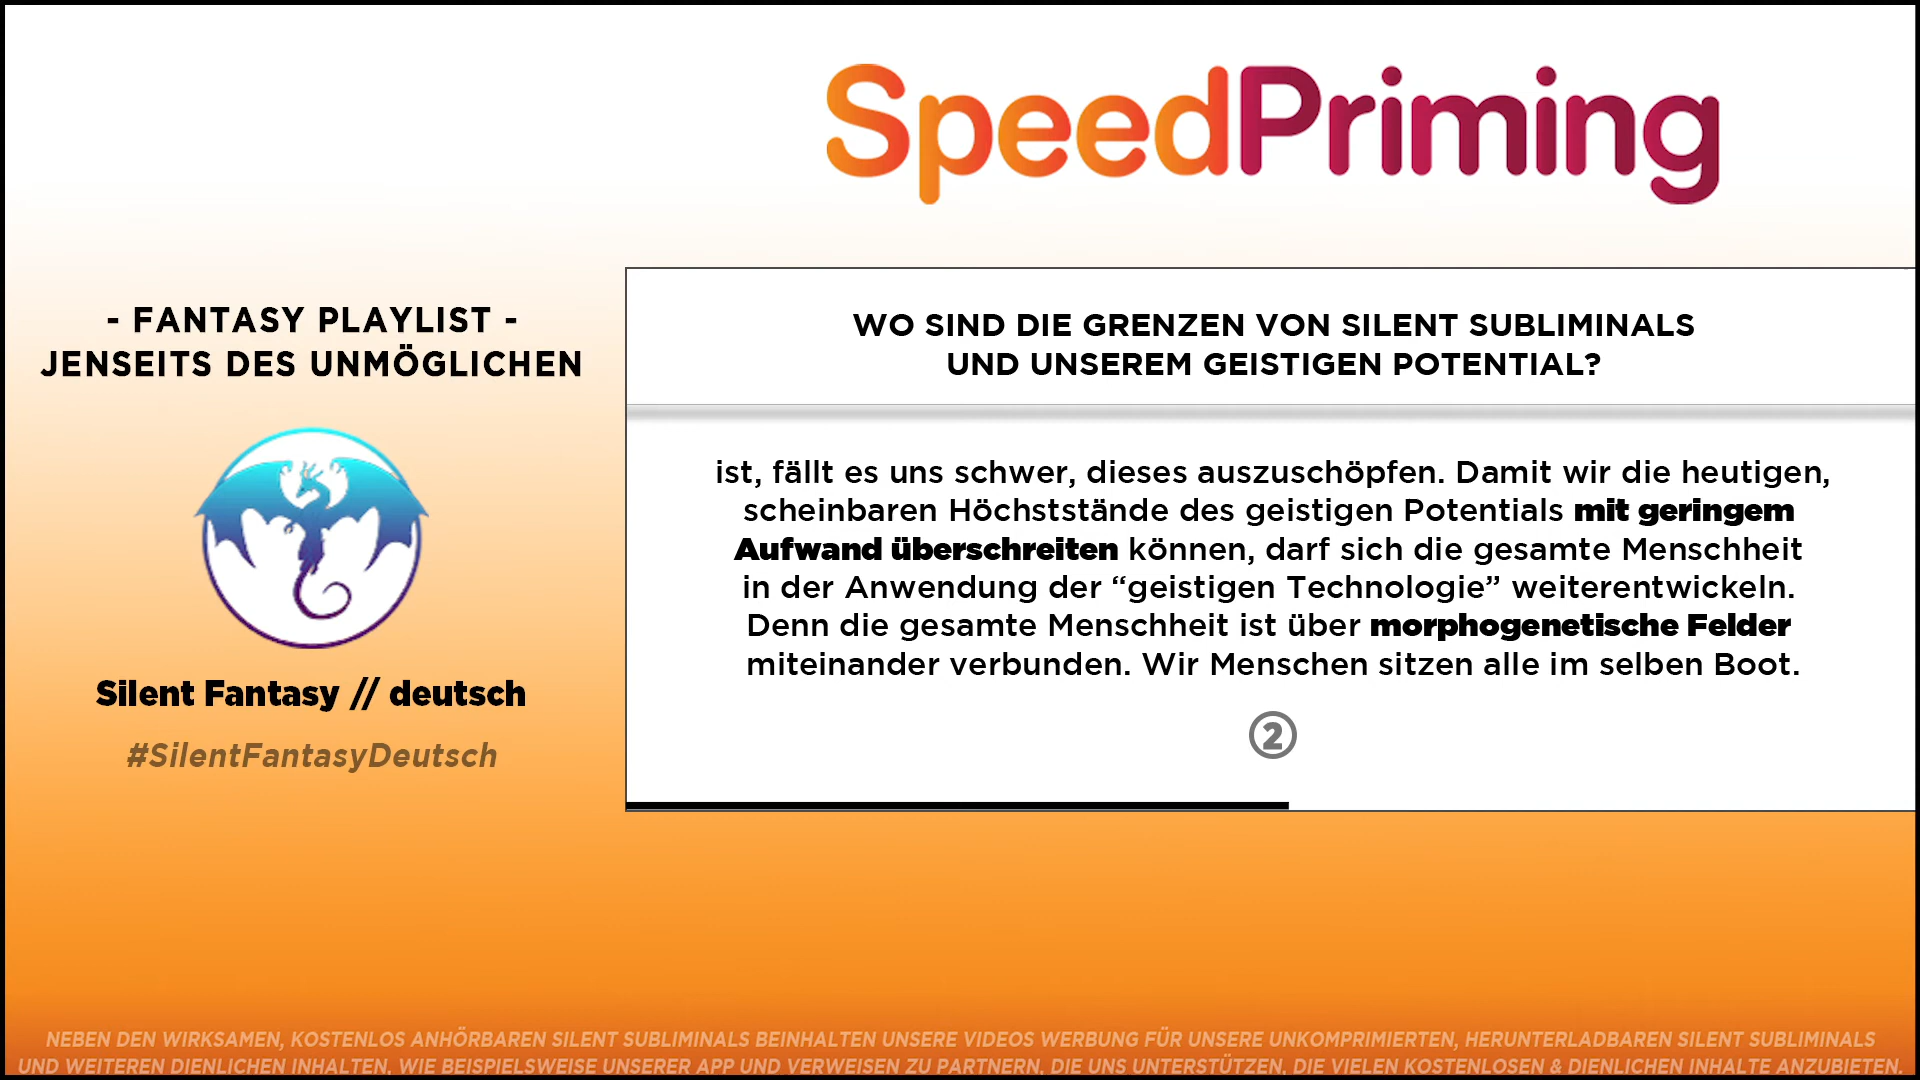 SpeedPriming
- FANTASY PLAYLIST -
JENSEITS DES UNMÖGLICHEN
Silent Fantasy // deutsch
#SilentFantasyDeutsch
WO SIND DIE GRENZEN VON SILENT SUBLIMINALS
UND UNSEREM GEISTIGEN POTENTIAL?
ist, fällt es uns schwer, dieses auszuschöpfen. Damit wir die heutigen,
scheinbaren Höchststände des geistigen Potentials mit geringem
Aufwand überschreiten können, darf sich die gesamte Menschheit
in der Anwendung der “geistigen Technologie” weiterentwickeln.
Denn die gesamte Menschheit ist über morphogenetische Felder
miteinander verbunden. Wir Menschen sitzen alle im selben Boot.
2
NEBEN DEN WIRKSAMEN, KOSTENLOS ANHÖRBAREN SILENT SUBLIMINALS BEINHALTEN UNSERE VIDEOS WERBUNG FÜR UNSERE UNKOMPRIMIERTEN, HERUNTERLADBAREN SILENT SUBLIMINALS
UND WEITEREN DIENLICHEN INHALTEN, WIE BEISPIELSWEISE UNSERER APP UND VERWEISEN ZU PARTNERN, DIE UNS UNTERSTÜTZEN, DIE VIELEN KOSTENLOSEN & DIENLICHEN INHALTE ANZUBIETEN.